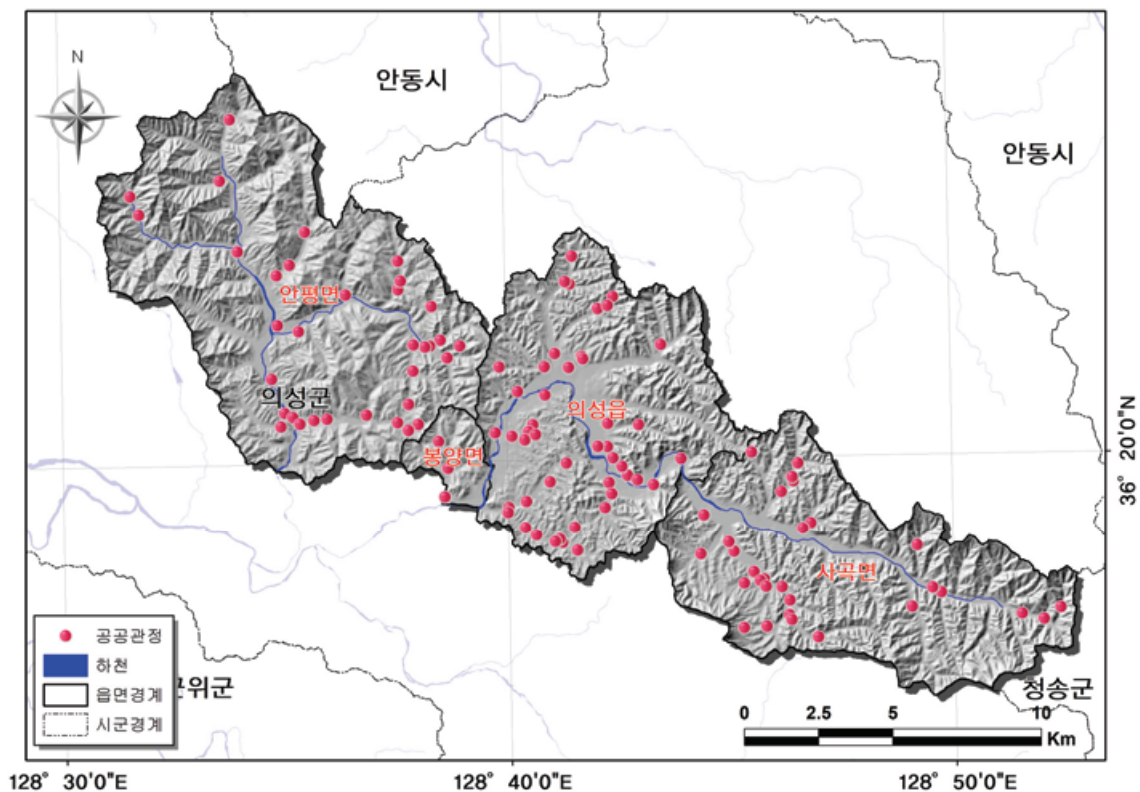 N
안동시
안동시
안평면
의성군
의성읍
봉양면
사곡면
36° 20'0"N
공공관정
하천
읍면경계
시군경계
군위군
청송군
0 2.5 5 10
Km
128° 30'0"E
128° 40'0"E
128° 50'0"E